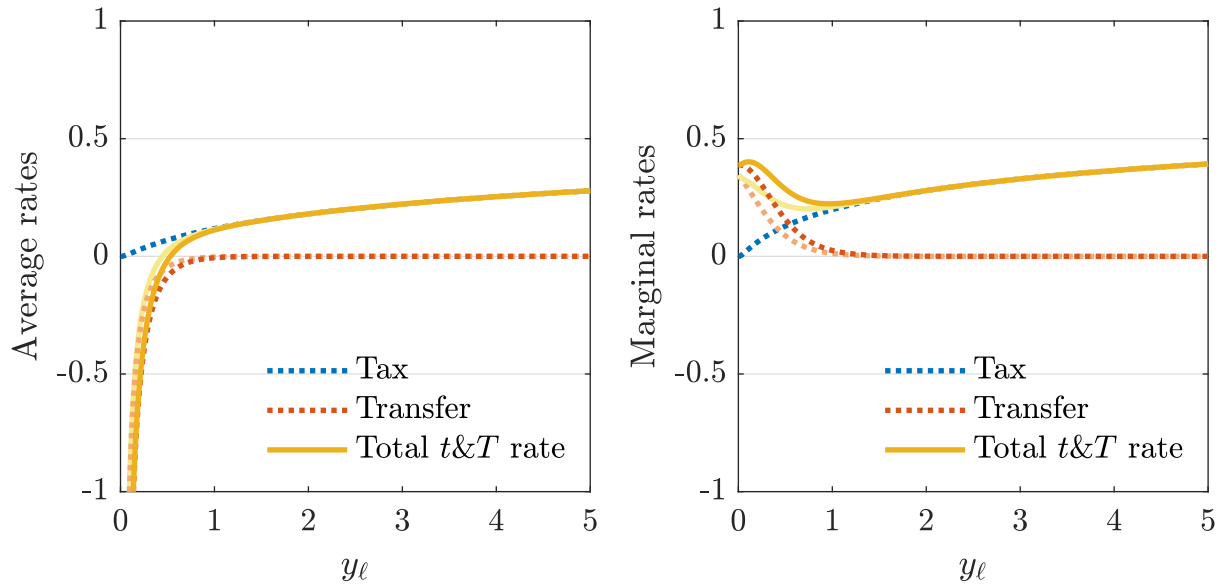 1
0.5
0
-0.5
-1
Average rates
Tax
Transfer
Total t&T rate
0 1 2 3 4 5
yℓ
1
0.5
0
-0.5
-1
Marginal rates
Tax
Transfer
Total t&T rate
0 1 2 3 4 5
yℓ